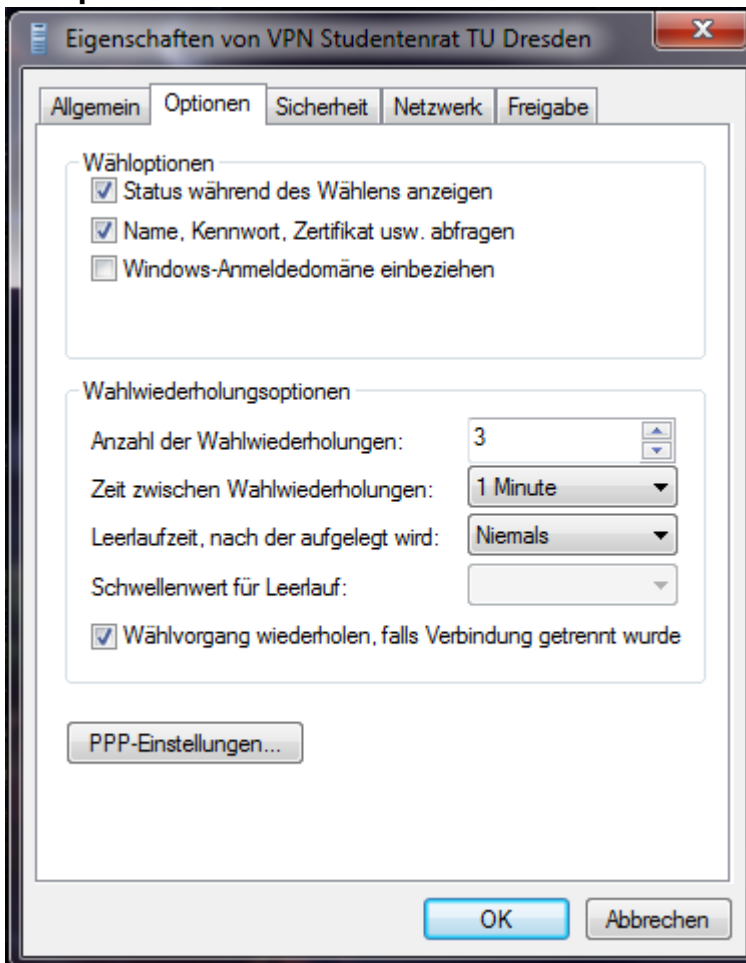 Eigenschaften von VPN Studentenrat TU Dresden
Allgemein Optionen Sicherheit Netzwerk Freigabe
Wähloptionen
Status während des Wählens anzeigen
Name, Kennwort, Zertifikat usw. abfragen
Windows-Anmeldedomäne einbeziehen
Wahlwiederholungsoptionen
Anzahl der Wahlwiederholungen: 3
Zeit zwischen Wahlwiederholungen: 1 Minute
Leerlaufzeit, nach der aufgelegt wird: Niemals
Schwellenwert für Leerlauf:
Wählvorgang wiederholen, falls Verbindung getrennt wurde
PPP-Einstellungen...
OK Abbrechen